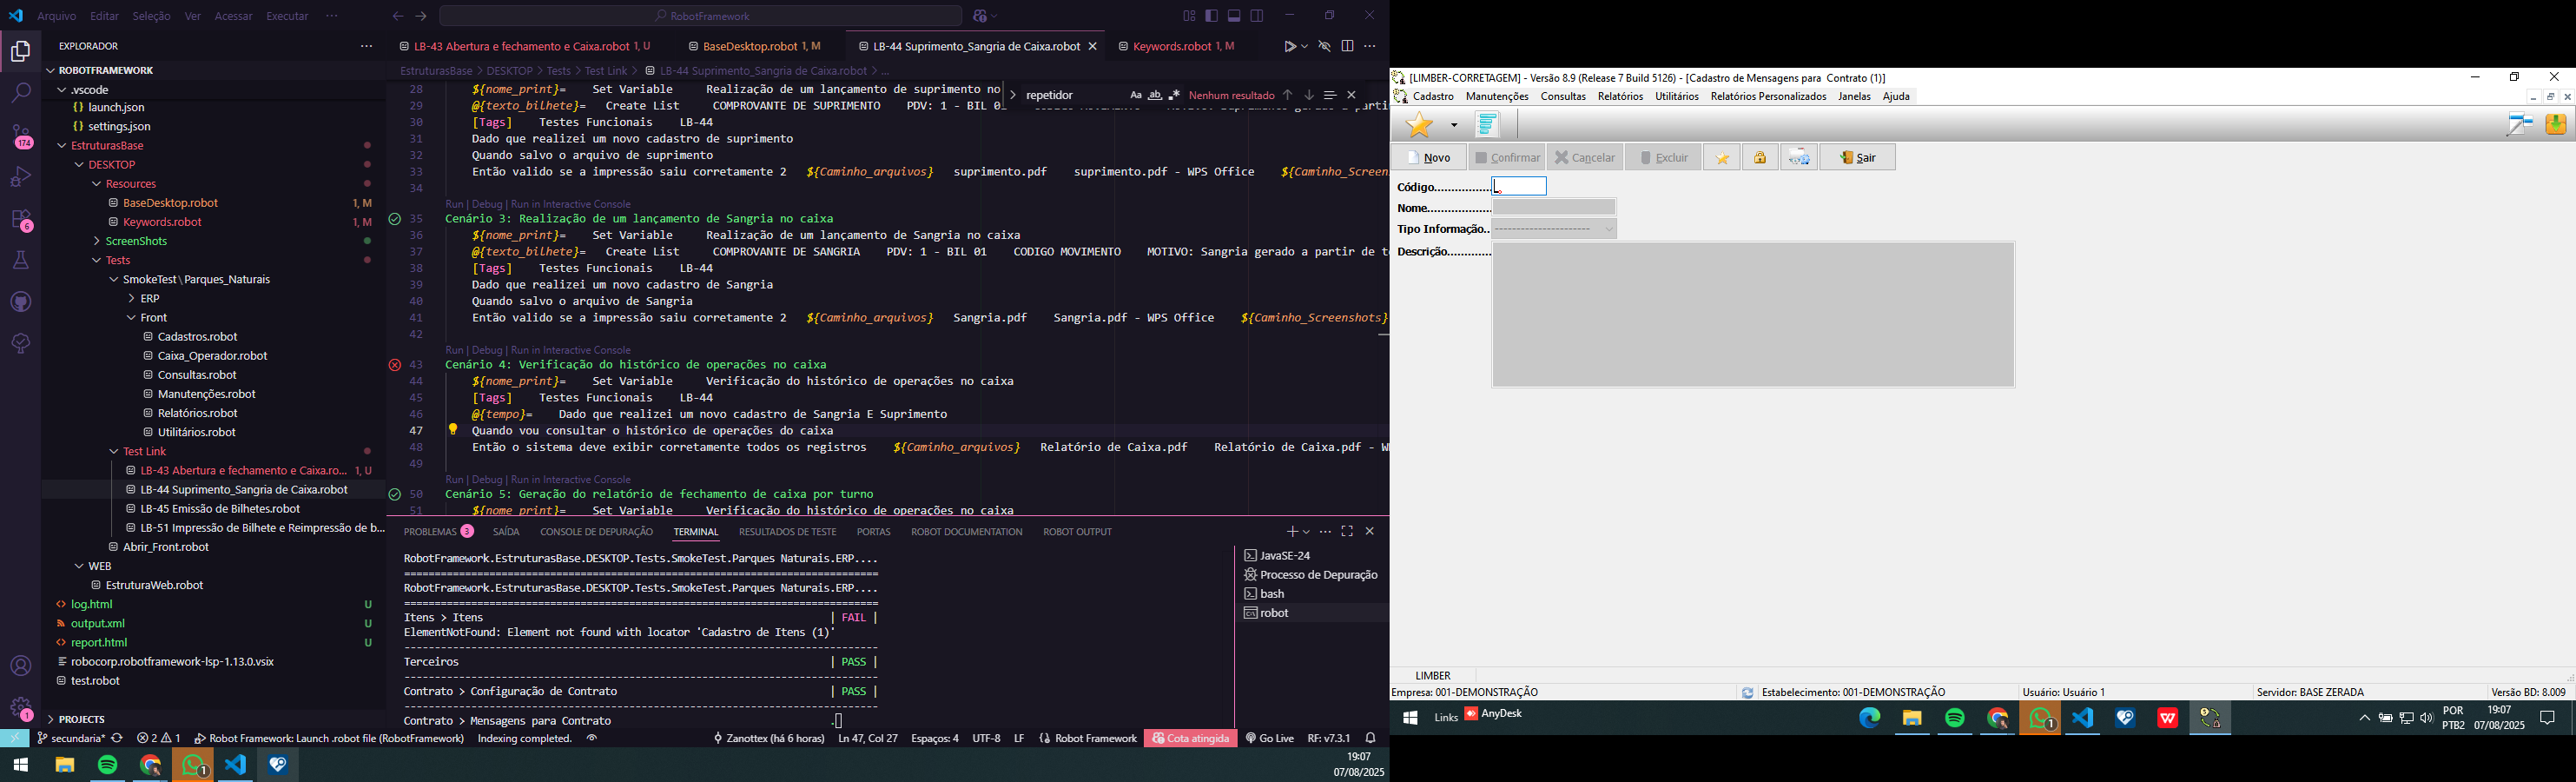 Arquivo Editar Seleção Ver Acessar Executar ···
RobotFramework
EXPLORADOR
ROBOTFRAMEWORK
.vscode
launch.json
settings.json
EstruturasBase
DESKTOP
Resources
BaseDesktop.robot 1, M
Keywords.robot 1, M
ScreenShots
Tests
SmokeTest\Parques_Naturais
ERP
Front
Cadastros.robot
Caixa_Operador.robot
Consultas.robot
Manutenções.robot
Relatórios.robot
Utilitários.robot
Test Link
LB-43 Abertura e fechamento e Caixa.ro... 1, U
LB-44 Suprimento_Sangria de Caixa.robot
LB-45 Emissão de Bilhetes.robot
LB-51 Impressão de Bilhete e Reimpressão de b...
Abrir_Front.robot
WEB
EstruturaWeb.robot
log.html U
output.xml U
report.html U
robocorp.robotframework-lsp-1.13.0.vsix
test.robot
PROJECTS
174
6
1
LB-43 Abertura e fechamento e Caixa.robot 1, U
BaseDesktop.robot 1, M
LB-44 Suprimento_Sangria de Caixa.robot
Keywords.robot 1, M
EstruturasBase > DESKTOP > Tests > Test Link > LB-44 Suprimento_Sangria de Caixa.robot > ...
repetidor Aa ab Nenhum resultado
28 ${nome_print}= Set Variable Realização de um lançamento de suprimento no
29 @{texto_bilhete}= Create List COMPROVANTE DE SUPRIMENTO PDV: 1 - BIL 01
30 [Tags] Testes Funcionais LB-44
31 Dado que realizei um novo cadastro de suprimento
32 Quando salvo o arquivo de suprimento
33 Então valido se a impressão saiu corretamente 2 ${Caminho_arquivos} suprimento.pdf suprimento.pdf - WPS Office ${Caminho_Screen
34
Run | Debug | Run in Interactive Console
35 Cenário 3: Realização de um lançamento de Sangria no caixa
36 ${nome_print}= Set Variable Realização de um lançamento de Sangria no caixa
37 @{texto_bilhete}= Create List COMPROVANTE DE SANGRIA PDV: 1 - BIL 01 CODIGO MOVIMENTO MOTIVO: Sangria gerado a partir de t
38 [Tags] Testes Funcionais LB-44
39 Dado que realizei um novo cadastro de Sangria
40 Quando salvo o arquivo de Sangria
41 Então valido se a impressão saiu corretamente 2 ${Caminho_arquivos} Sangria.pdf Sangria.pdf - WPS Office ${Caminho_Screenshots}
42
Run | Debug | Run in Interactive Console
43 Cenário 4: Verificação do histórico de operações no caixa
44 ${nome_print}= Set Variable Verificação do histórico de operações no caixa
45 [Tags] Testes Funcionais LB-44
46 @{tempo}= Dado que realizei um novo cadastro de Sangria E Suprimento
47 Quando vou consultar o histórico de operações do caixa
48 Então o sistema deve exibir corretamente todos os registros ${Caminho_arquivos} Relatório de Caixa.pdf Relatório de Caixa.pdf - W
49
Run | Debug | Run in Interactive Console
50 Cenário 5: Geração do relatório de fechamento de caixa por turno
51 ${nome_print}= Set Variable Verificação do histórico de operações no caixa
PROBLEMAS 3 SAÍDA CONSOLE DE DEPURAÇÃO TERMINAL RESULTADOS DE TESTE PORTAS ROBOT DOCUMENTATION ROBOT OUTPUT
RobotFramework.EstruturasBase.DESKTOP.Tests.SmokeTest.Parques Naturais.ERP....
==============================================================================
RobotFramework.EstruturasBase.DESKTOP.Tests.SmokeTest.Parques Naturais.ERP....
==============================================================================
Itens > Itens | FAIL |
ElementNotFound: Element not found with locator 'Cadastro de Itens (1)'
------------------------------------------------------------------------------
Terceiros | PASS |
------------------------------------------------------------------------------
Contrato > Configuração de Contrato | PASS |
------------------------------------------------------------------------------
Contrato > Mensagens para Contrato .
JavaSE-24
Processo de Depuração
bash
robot
secundaria* 2 1 Robot Framework: Launch .robot file (RobotFramework) Indexing completed. Zanottex (há 6 horas) Ln 47, Col 27 Espaços: 4 UTF-8 LF Robot Framework Cota atingida Go Live RF: v7.3.1
1
19:07
07/08/2025
[LIMBER-CORRETAGEM] - Versão 8.9 (Release 7 Build 5126) - [Cadastro de Mensagens para Contrato (1)]
Cadastro Manutenções Consultas Relatórios Utilitários Relatórios Personalizados Janelas Ajuda
Novo Confirmar Cancelar Excluir Sair
Código................
Nome..................
Tipo Informação.. ----------------------
Descrição............
LIMBER
Empresa: 001-DEMONSTRAÇÃO Estabelecimento: 001-DEMONSTRAÇÃO Usuário: Usuário 1 Servidor: BASE ZERADA Versão BD: 8.009
Links AnyDesk
1
POR
PTB2
19:07
07/08/2025